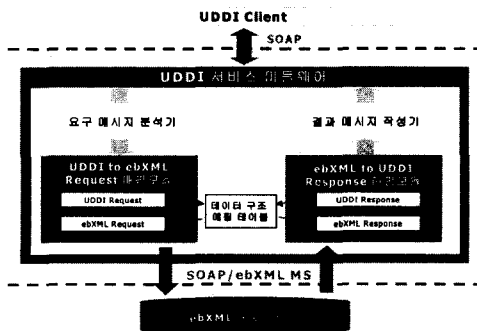 UDDI Client
SOAP
UDDI 서비스 미들웨어
요구 메시지 분석기
결과 메시지 작성기
UDDI to ebXML
Request
UDDI Request
ebXML Request
데이터 구조
매핑 테이블
ebXML to UDDI
Response
UDDI Response
ebXML Response
SOAP/ebXML MS
ebXML